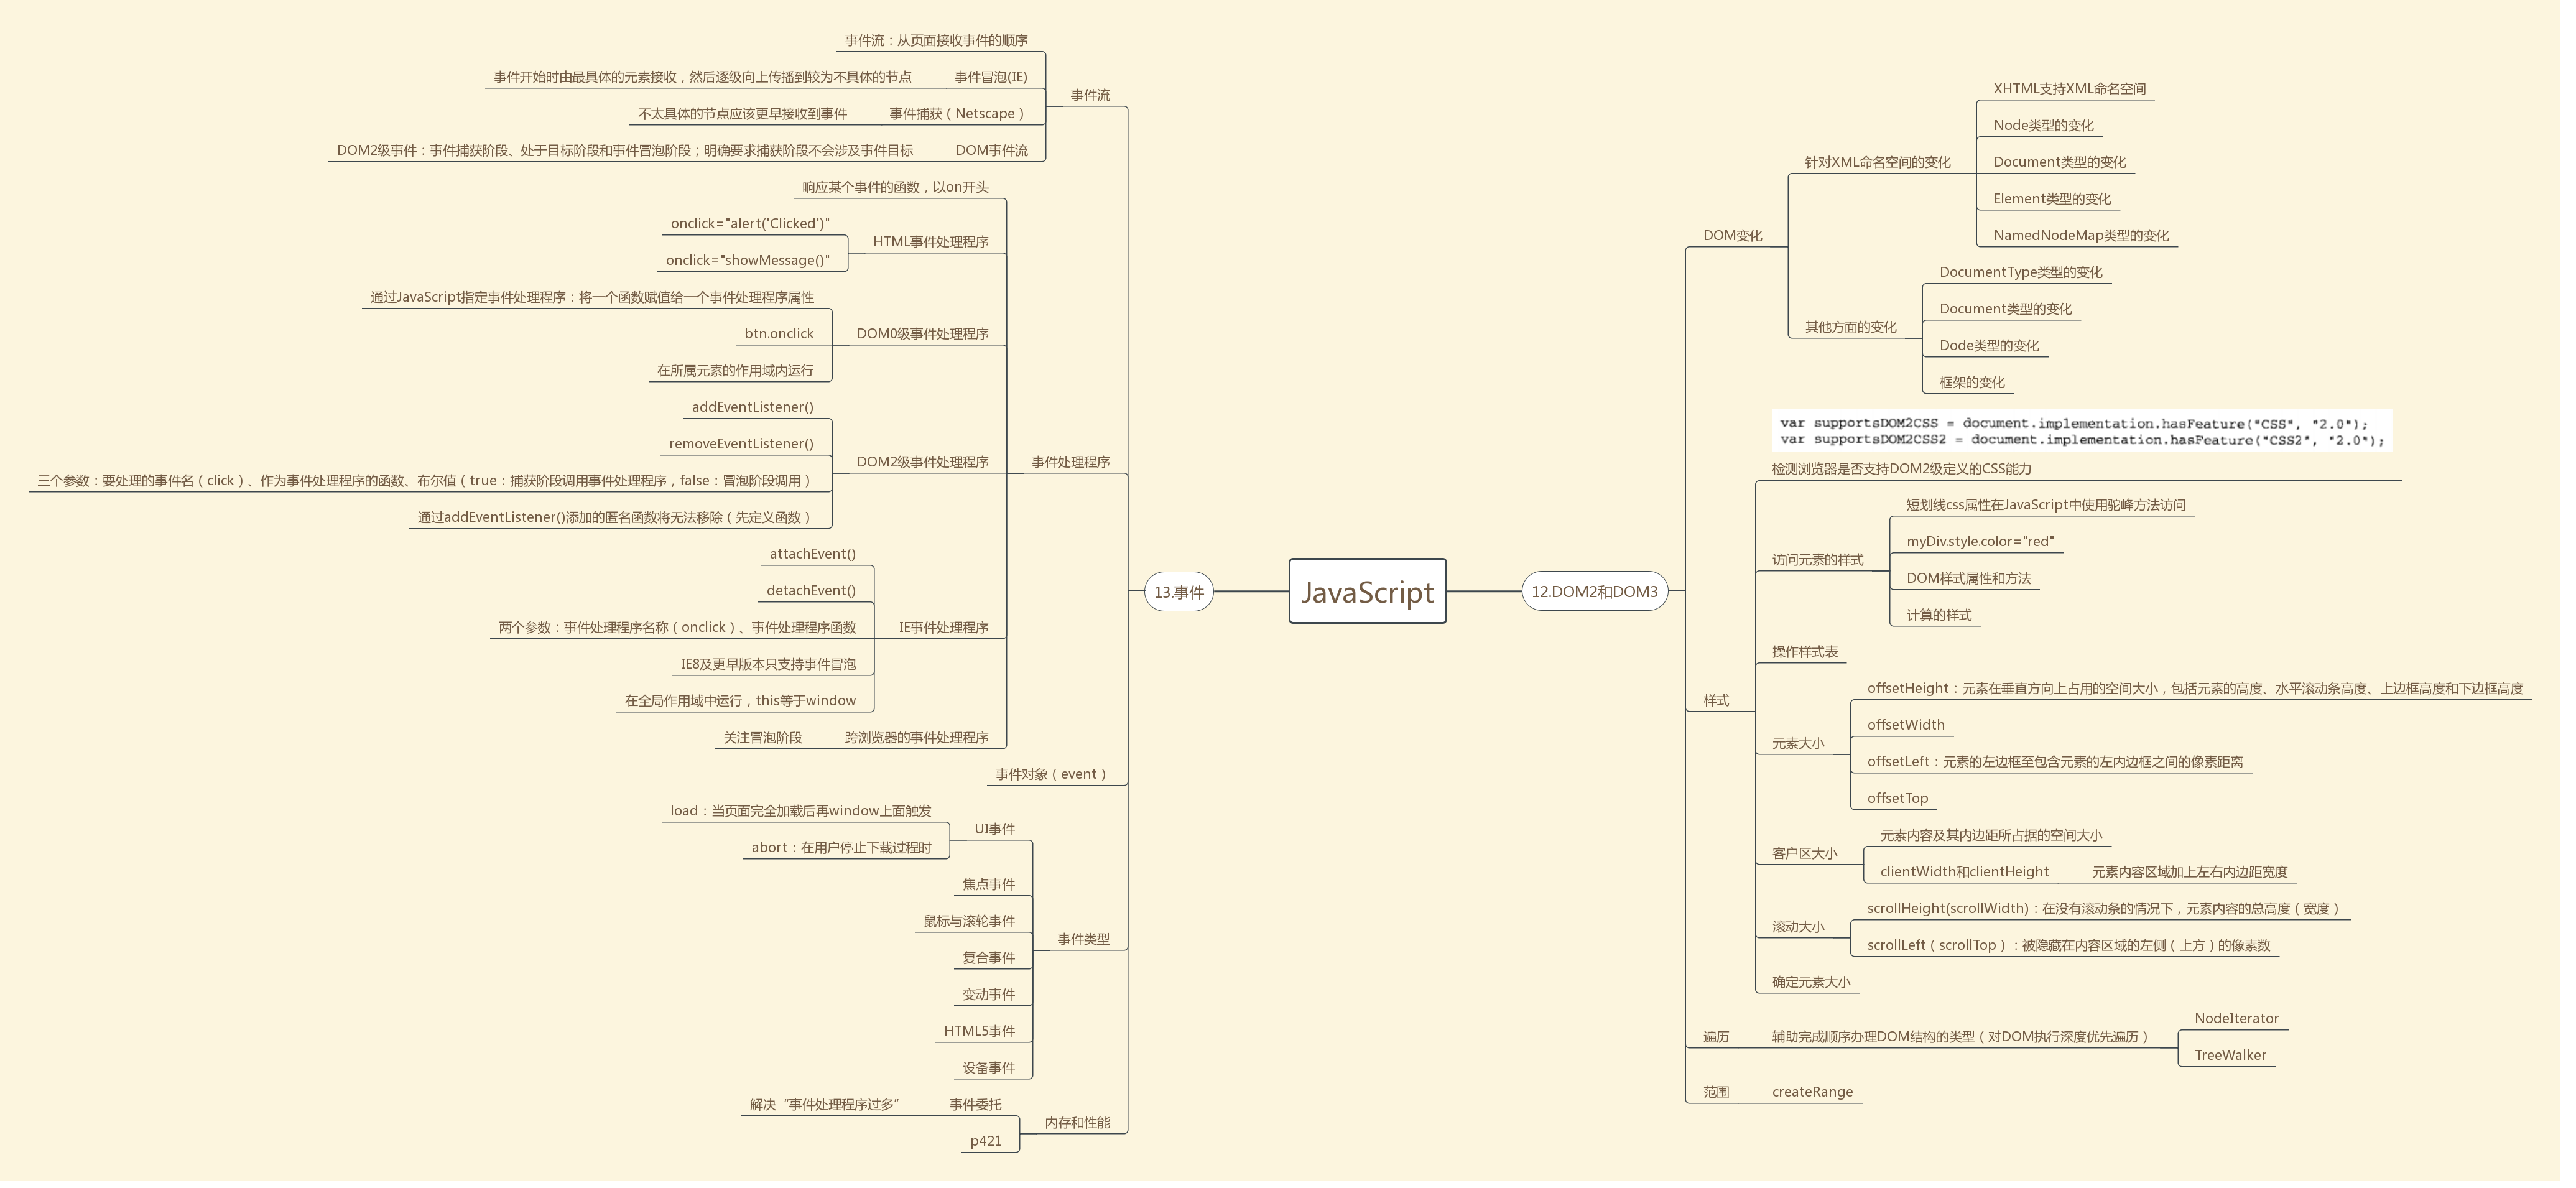 JavaScript
13.事件
事件流
事件流：从页面接收事件的顺序
事件冒泡(IE)
事件开始时由最具体的元素接收，然后逐级向上传播到较为不具体的节点
事件捕获（Netscape）
不太具体的节点应该更早接收到事件
DOM事件流
DOM2级事件：事件捕获阶段、处于目标阶段和事件冒泡阶段；明确要求捕获阶段不会涉及事件目标
事件处理程序
响应某个事件的函数，以on开头
HTML事件处理程序
onclick="alert('Clicked')"
onclick="showMessage()"
DOM0级事件处理程序
通过JavaScript指定事件处理程序：将一个函数赋值给一个事件处理程序属性
btn.onclick
在所属元素的作用域内运行
DOM2级事件处理程序
addEventListener()
removeEventListener()
三个参数：要处理的事件名（click）、作为事件处理程序的函数、布尔值（true：捕获阶段调用事件处理程序，false：冒泡阶段调用）
通过addEventListener()添加的匿名函数将无法移除（先定义函数）
IE事件处理程序
attachEvent()
detachEvent()
两个参数：事件处理程序名称（onclick）、事件处理程序函数
IE8及更早版本只支持事件冒泡
在全局作用域中运行，this等于window
跨浏览器的事件处理程序
关注冒泡阶段
事件对象（event）
事件类型
UI事件
load：当页面完全加载后再window上面触发
abort：在用户停止下载过程时
焦点事件
鼠标与滚轮事件
复合事件
变动事件
HTML5事件
设备事件
内存和性能
事件委托
解决“事件处理程序过多”
p421
12.DOM2和DOM3
DOM变化
针对XML命名空间的变化
XHTML支持XML命名空间
Node类型的变化
Document类型的变化
Element类型的变化
NamedNodeMap类型的变化
其他方面的变化
DocumentType类型的变化
Document类型的变化
Dode类型的变化
框架的变化
样式
var supportsDOM2CSS = document.implementation.hasFeature("CSS", "2.0");
var supportsDOM2CSS2 = document.implementation.hasFeature("CSS2", "2.0");
检测浏览器是否支持DOM2级定义的CSS能力
访问元素的样式
短划线css属性在JavaScript中使用驼峰方法访问
myDiv.style.color="red"
DOM样式属性和方法
计算的样式
操作样式表
元素大小
offsetHeight：元素在垂直方向上占用的空间大小，包括元素的高度、水平滚动条高度、上边框高度和下边框高度
offsetWidth
offsetLeft：元素的左边框至包含元素的左内边框之间的像素距离
offsetTop
客户区大小
元素内容及其内边距所占据的空间大小
clientWidth和clientHeight
元素内容区域加上左右内边距宽度
滚动大小
scrollHeight(scrollWidth)：在没有滚动条的情况下，元素内容的总高度（宽度）
scrollLeft（scrollTop）：被隐藏在内容区域的左侧（上方）的像素数
确定元素大小
遍历
辅助完成顺序办理DOM结构的类型（对DOM执行深度优先遍历）
NodeIterator
TreeWalker
范围
createRange